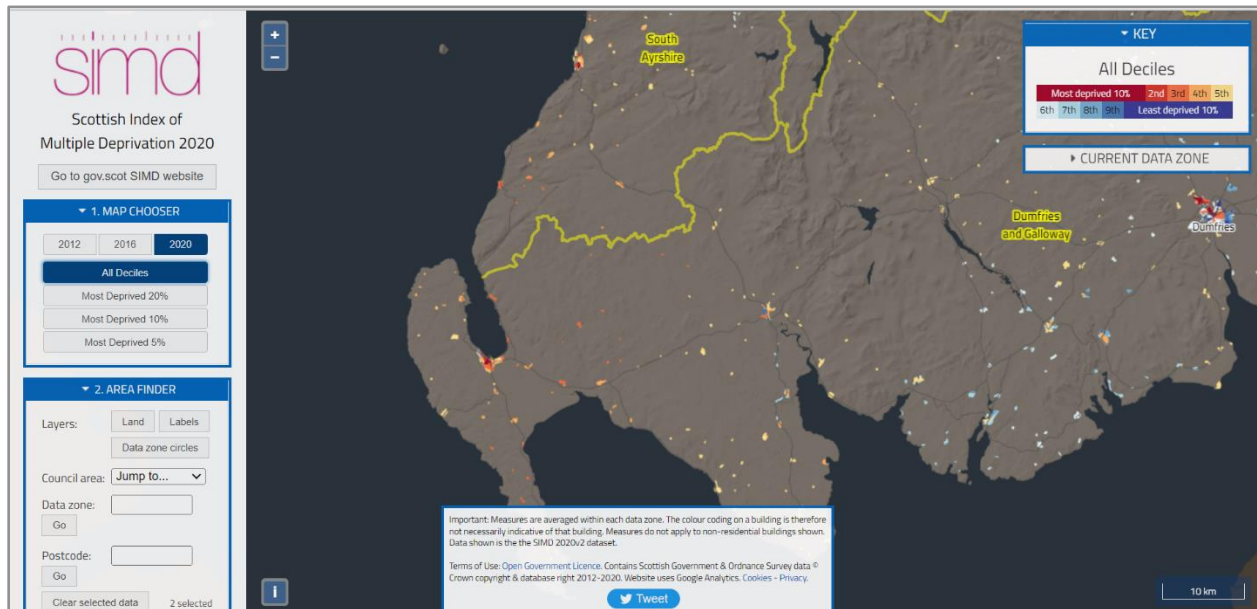 simd
Scottish Index of
Multiple Deprivation 2020
Go to gov.scot SIMD website
1. MAP CHOOSER
2012 2016 2020
All Deciles
Most Deprived 20%
Most Deprived 10%
Most Deprived 5%
2. AREA FINDER
Layers: Land Labels
Data zone circles
Council area: Jump to...
Data zone:
Go
Postcode:
Go
Clear selected data 2 selected
+
−
South
Ayrshire
Dumfries
and Galloway
Dumfries
KEY
All Deciles
Most deprived 10% 2nd 3rd 4th 5th
6th 7th 8th 9th Least deprived 10%
CURRENT DATA ZONE
Important: Measures are averaged within each data zone. The colour coding on a building is therefore
not necessarily indicative of that building. Measures do not apply to non-residential buildings shown.
Data shown is the the SIMD 2020v2 dataset.
Terms of Use: Open Government Licence. Contains Scottish Government & Ordnance Survey data ©
Crown copyright & database right 2012-2020. Website uses Google Analytics. Cookies - Privacy.
Tweet
i
10 km